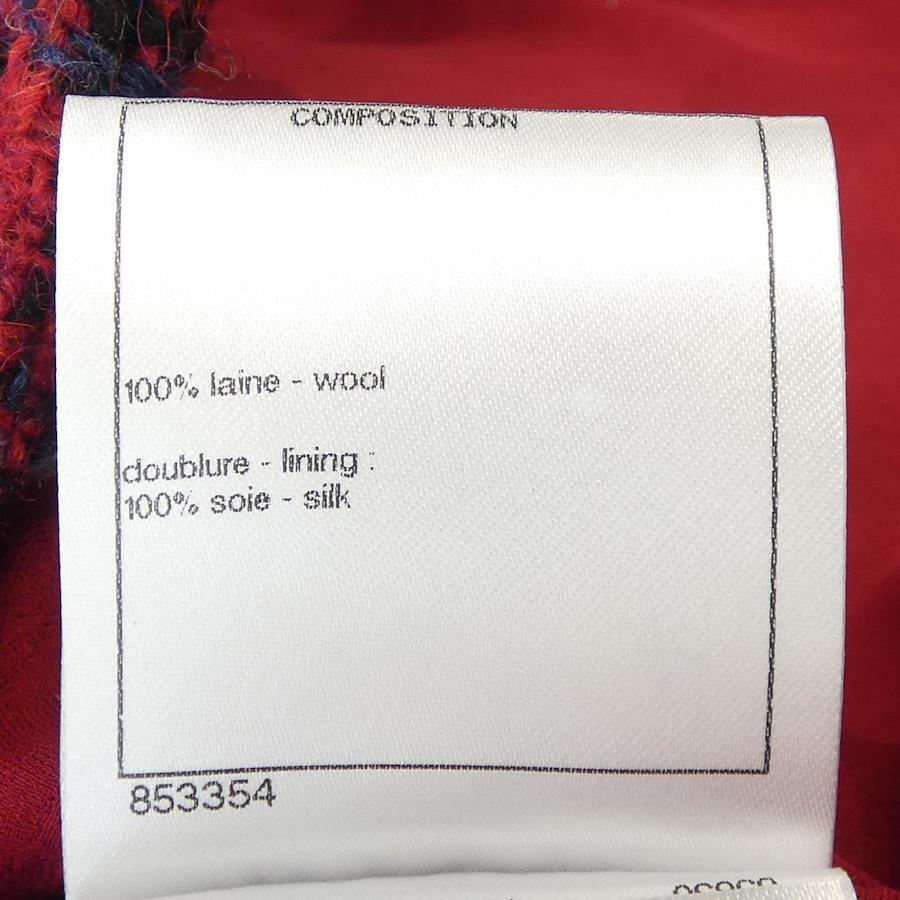 COMPOSITION
100% laine - wool
doublure - lining :
100% soie - silk
853354